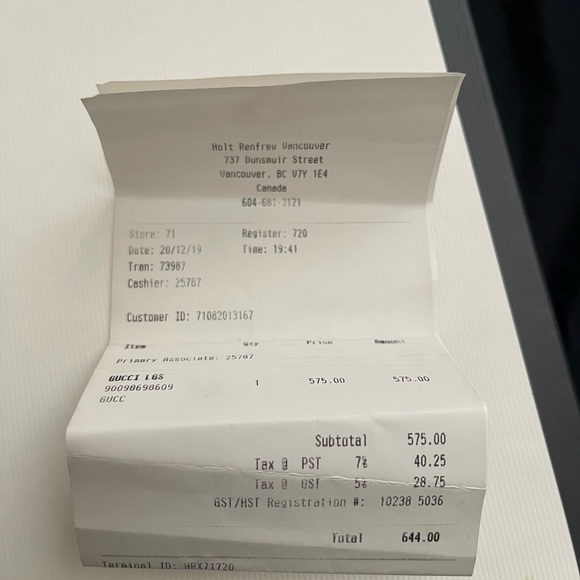 Holt Renfrew Vancouver
737 Dunsmuir Street
Vancouver, BC V7Y 1E4
Canada
604-681-3121
Store: 71 Register: 720
Date: 20/12/19 Time: 19:41
Tran: 73987
Cashier: 25787
Customer ID: 71082013167
Item Qty Price Amount
Primary Associate: 25787
GUCCI LGS 1 575.00 575.00
90098698609
GUCC
Subtotal 575.00
Tax @ PST 7% 40.25
Tax @ GST 5% 28.75
GST/HST Registration #: 10238 5036
Total 644.00
Terminal ID: HRX71720